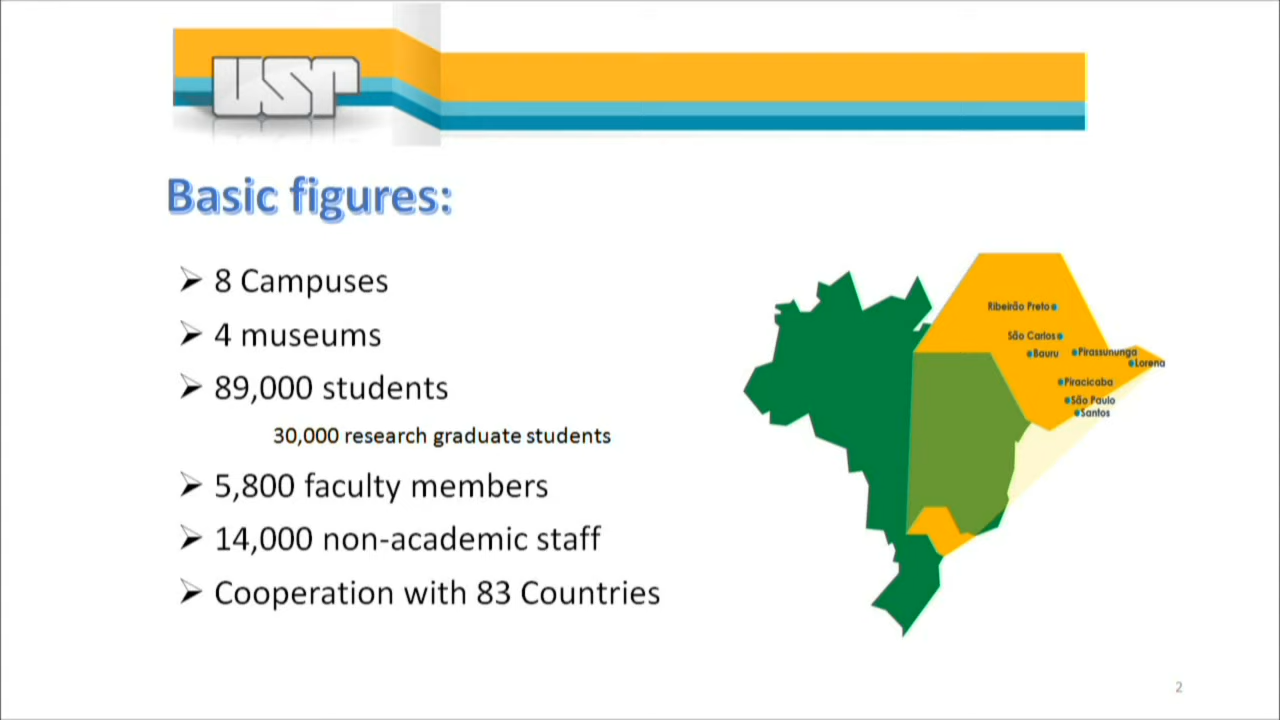 USP
Basic figures:
8 Campuses
4 museums
89,000 students
30,000 research graduate students
5,800 faculty members
14,000 non-academic staff
Cooperation with 83 Countries
Ribeirão Preto
São Carlos
Bauru
Pirassununga
Lorena
Piracicaba
São Paulo
Santos
2